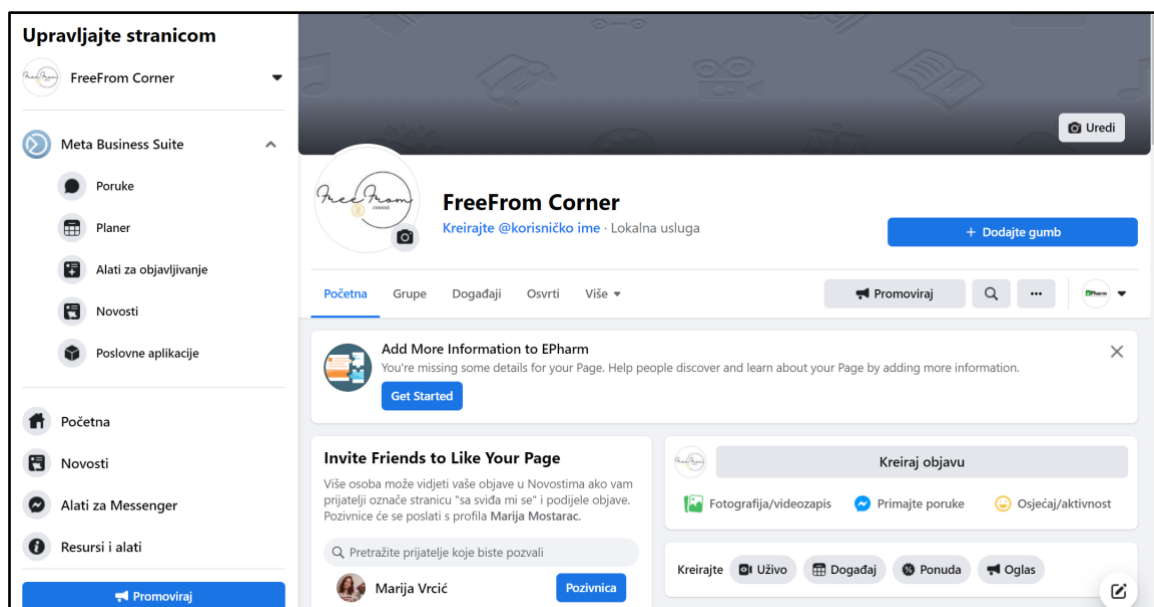 Upravljajte stranicom
FreeFrom Corner
Meta Business Suite
Poruke
Planer
Alati za objavljivanje
Novosti
Poslovne aplikacije
Početna
Novosti
Alati za Messenger
Resursi i alati
Promoviraj
Uredi
FreeFrom
CORNER
FreeFrom Corner
Kreirajte @korisničko ime · Lokalna usluga
+ Dodajte gumb
Početna Grupe Događaji Osvrti Više
Promoviraj
EPharm
Add More Information to EPharm
You're missing some details for your Page. Help people discover and learn about your Page by adding more information.
Get Started
Invite Friends to Like Your Page
Više osoba može vidjeti vaše objave u Novostima ako vam
prijatelji označe stranicu "sa sviđa mi se" i podijele objave.
Pozivnice će se poslati s profila Marija Mostarac.
Pretražite prijatelje koje biste pozvali
Marija Vrcić
Pozivnica
Kreiraj objavu
Fotografija/videozapis Primajte poruke Osjećaj/aktivnost
Kreirajte Uživo Događaj Ponuda Oglas